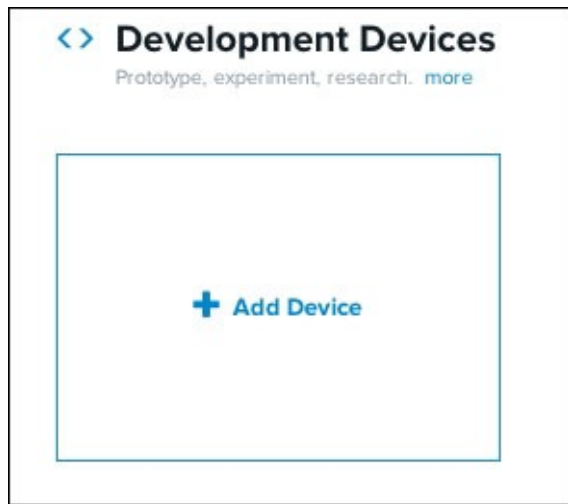 <> Development Devices
Prototype, experiment, research. more
+ Add Device